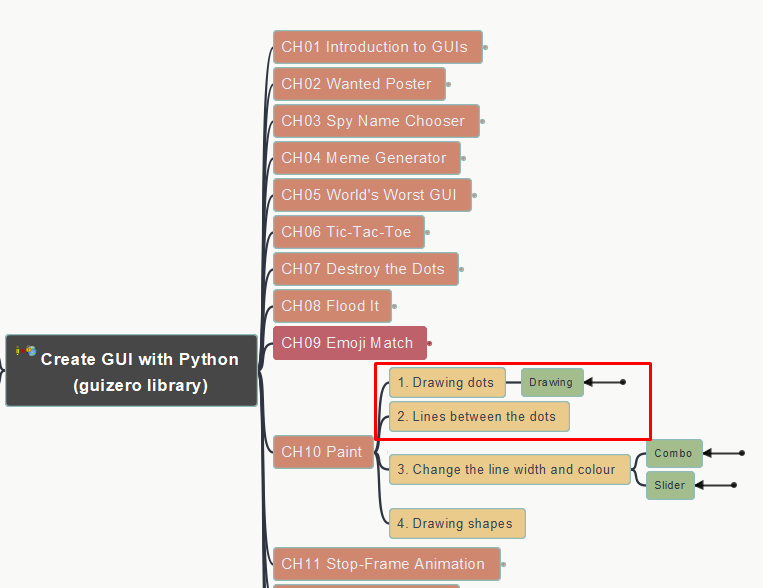 CH01 Introduction to GUIs
CH02 Wanted Poster
CH03 Spy Name Chooser
CH04 Meme Generator
CH05 World's Worst GUI
CH06 Tic-Tac-Toe
CH07 Destroy the Dots
CH08 Flood It
CH09 Emoji Match
Create GUI with Python
(guizero library)
1. Drawing dots
Drawing
2. Lines between the dots
CH10 Paint
3. Change the line width and colour
Combo
Slider
4. Drawing shapes
CH11 Stop-Frame Animation